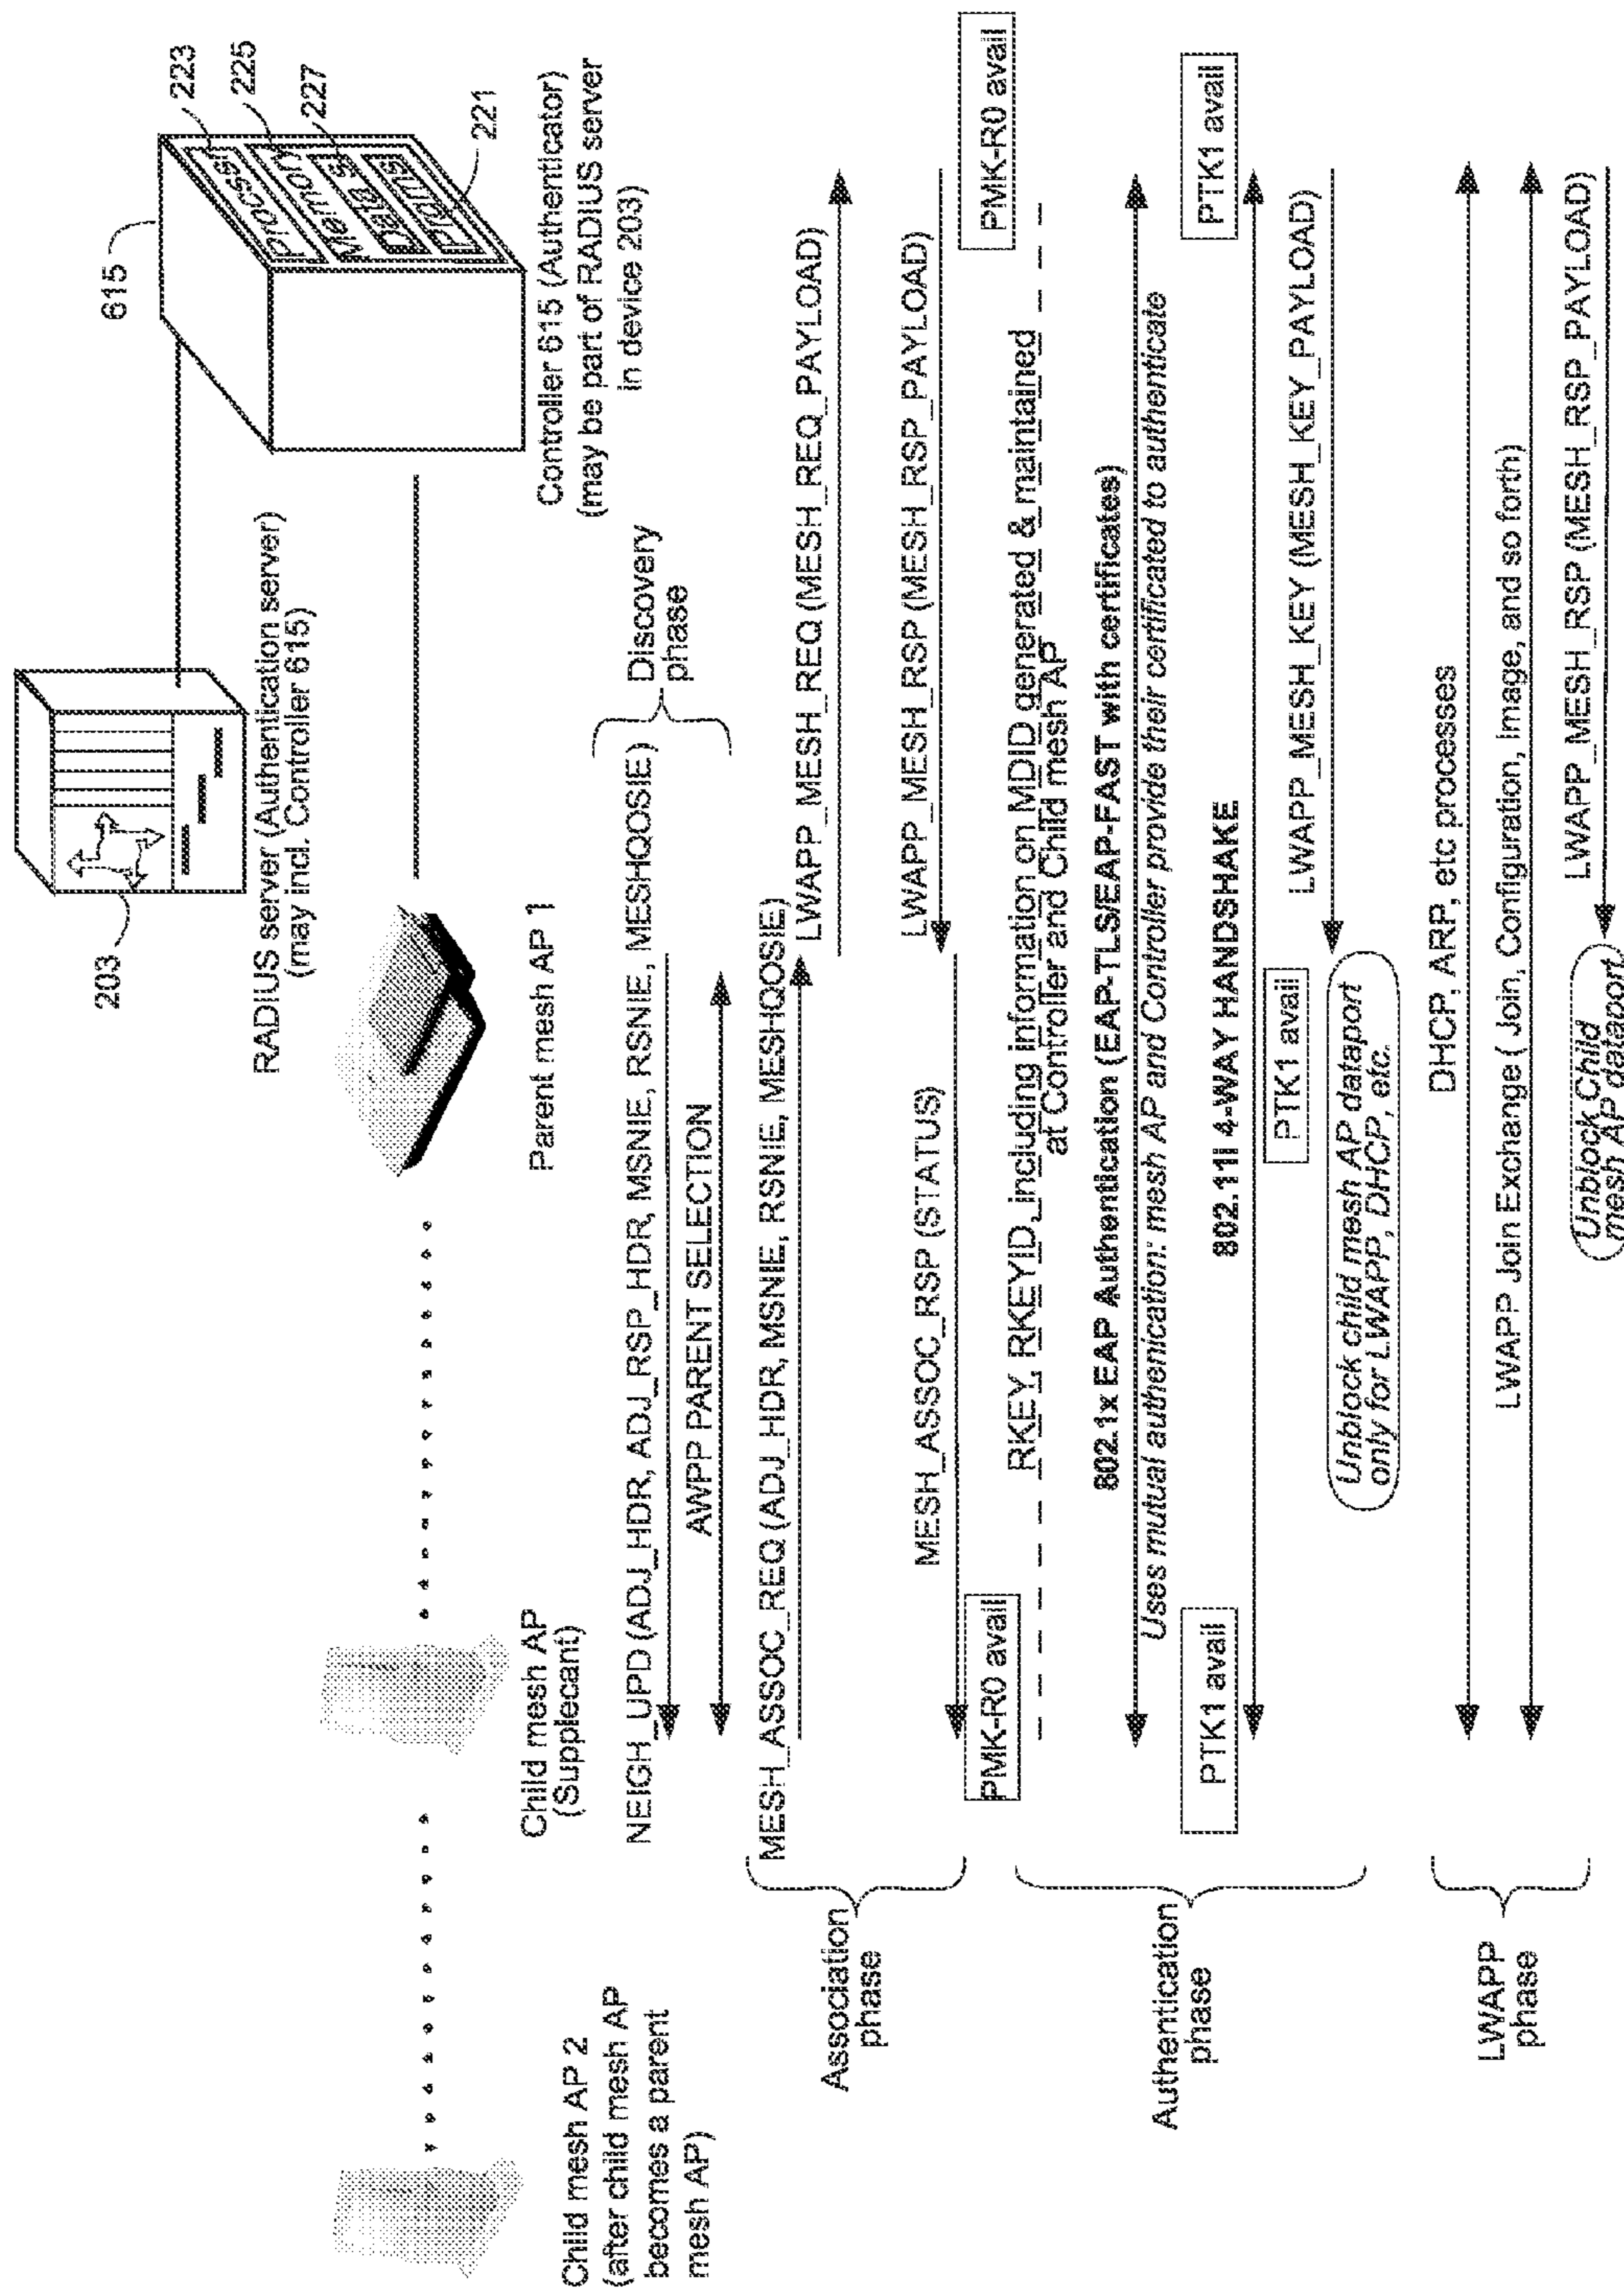 203
RADIUS server (Authentication server)
(may incl. Controller 615)
615
223
225
227
221
Memory
Controller 615 (Authenticator)
(may be part of RADIUS server
in device 203)
Parent mesh AP 1
Child mesh AP
(Supplecant)
Child mesh AP 2
(after child mesh AP
becomes a parent
mesh AP)
NEIGH_UPD (ADJ_HDR, ADJ_RSP_HDR, MSNIE, RSNIE, MESHQOSIE)
Discovery
phase
AWPP PARENT SELECTION
MESH_ASSOC_REQ (ADJ_HDR, MSNIE, RSNIE, MESHQOSIE)
LWAPP_MESH_REQ (MESH_REQ_PAYLOAD)
Association
phase
LWAPP_MESH_RSP (MESH_RSP_PAYLOAD)
MESH_ASSOC_RSP (STATUS)
PMK-R0 avail
PMK-R0 avail
RKEY, RKEYID, including information on MDID generated & maintained
at Controller and Child mesh AP
802.1x EAP Authentication (EAP-TLS/EAP-FAST with certificates)
Uses mutual authenication: mesh AP and Controller provide their certificated to authenticate
Authentication
phase
PTK1 avail
PTK1 avail
802.11i 4-WAY HANDSHAKE
PTK1 avail
LWAPP_MESH_KEY (MESH_KEY_PAYLOAD)
Unblock child mesh AP dataport
only for LWAPP, DHCP, etc.
DHCP, ARP, etc processes
LWAPP
phase
LWAPP Join Exchange ( Join, Configuration, Image, and so forth)
LWAPP_MESH_RSP (MESH_RSP_PAYLOAD)
Unblock Child
mesh AP dataport